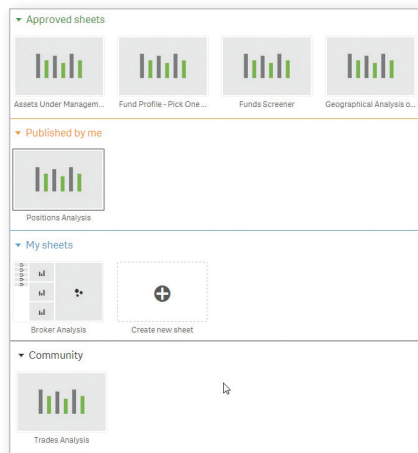 Approved sheets
Assets Under Managem...
Fund Profile - Pick One ...
Funds Screener
Geographical Analysis o...
Published by me
Positions Analysis
My sheets
Broker Analysis
Create new sheet
Community
Trades Analysis